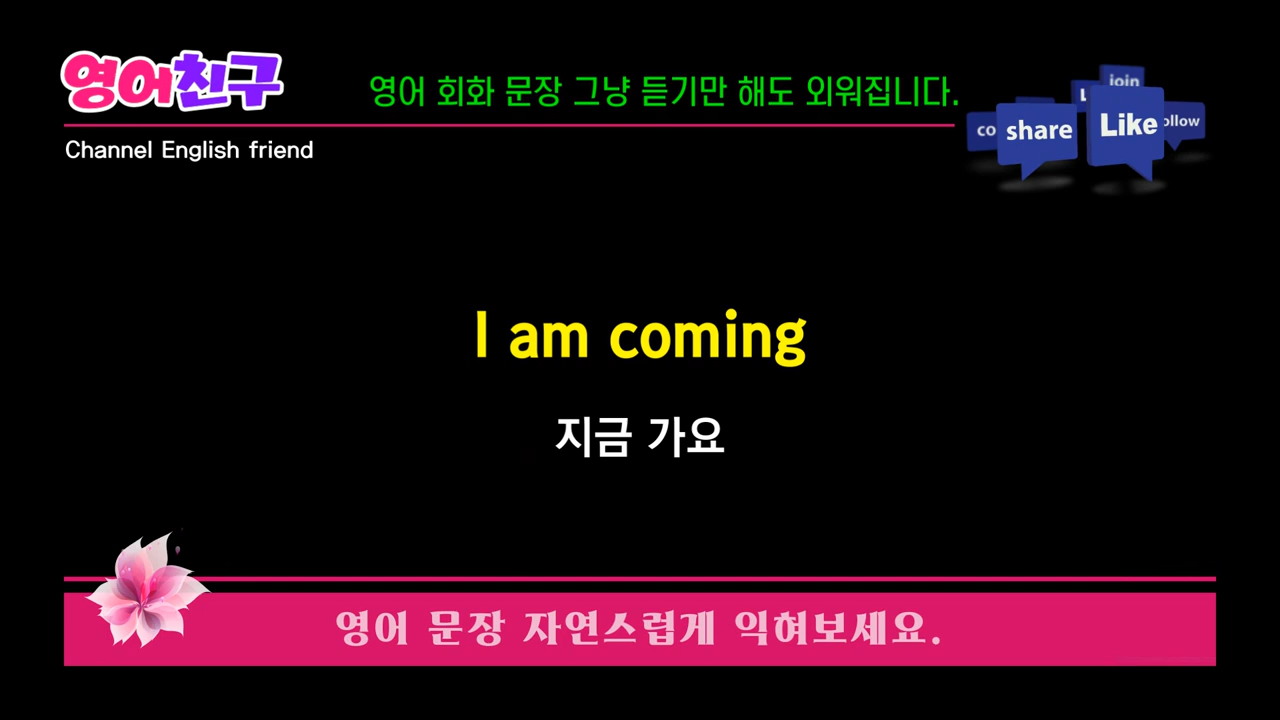 영어친구
영어 회화 문장 그냥 듣기만 해도 외워집니다.
Channel English friend
join
co
share
Like
ollow
I am coming
지금 가요
영어 문장 자연스럽게 익혀보세요.